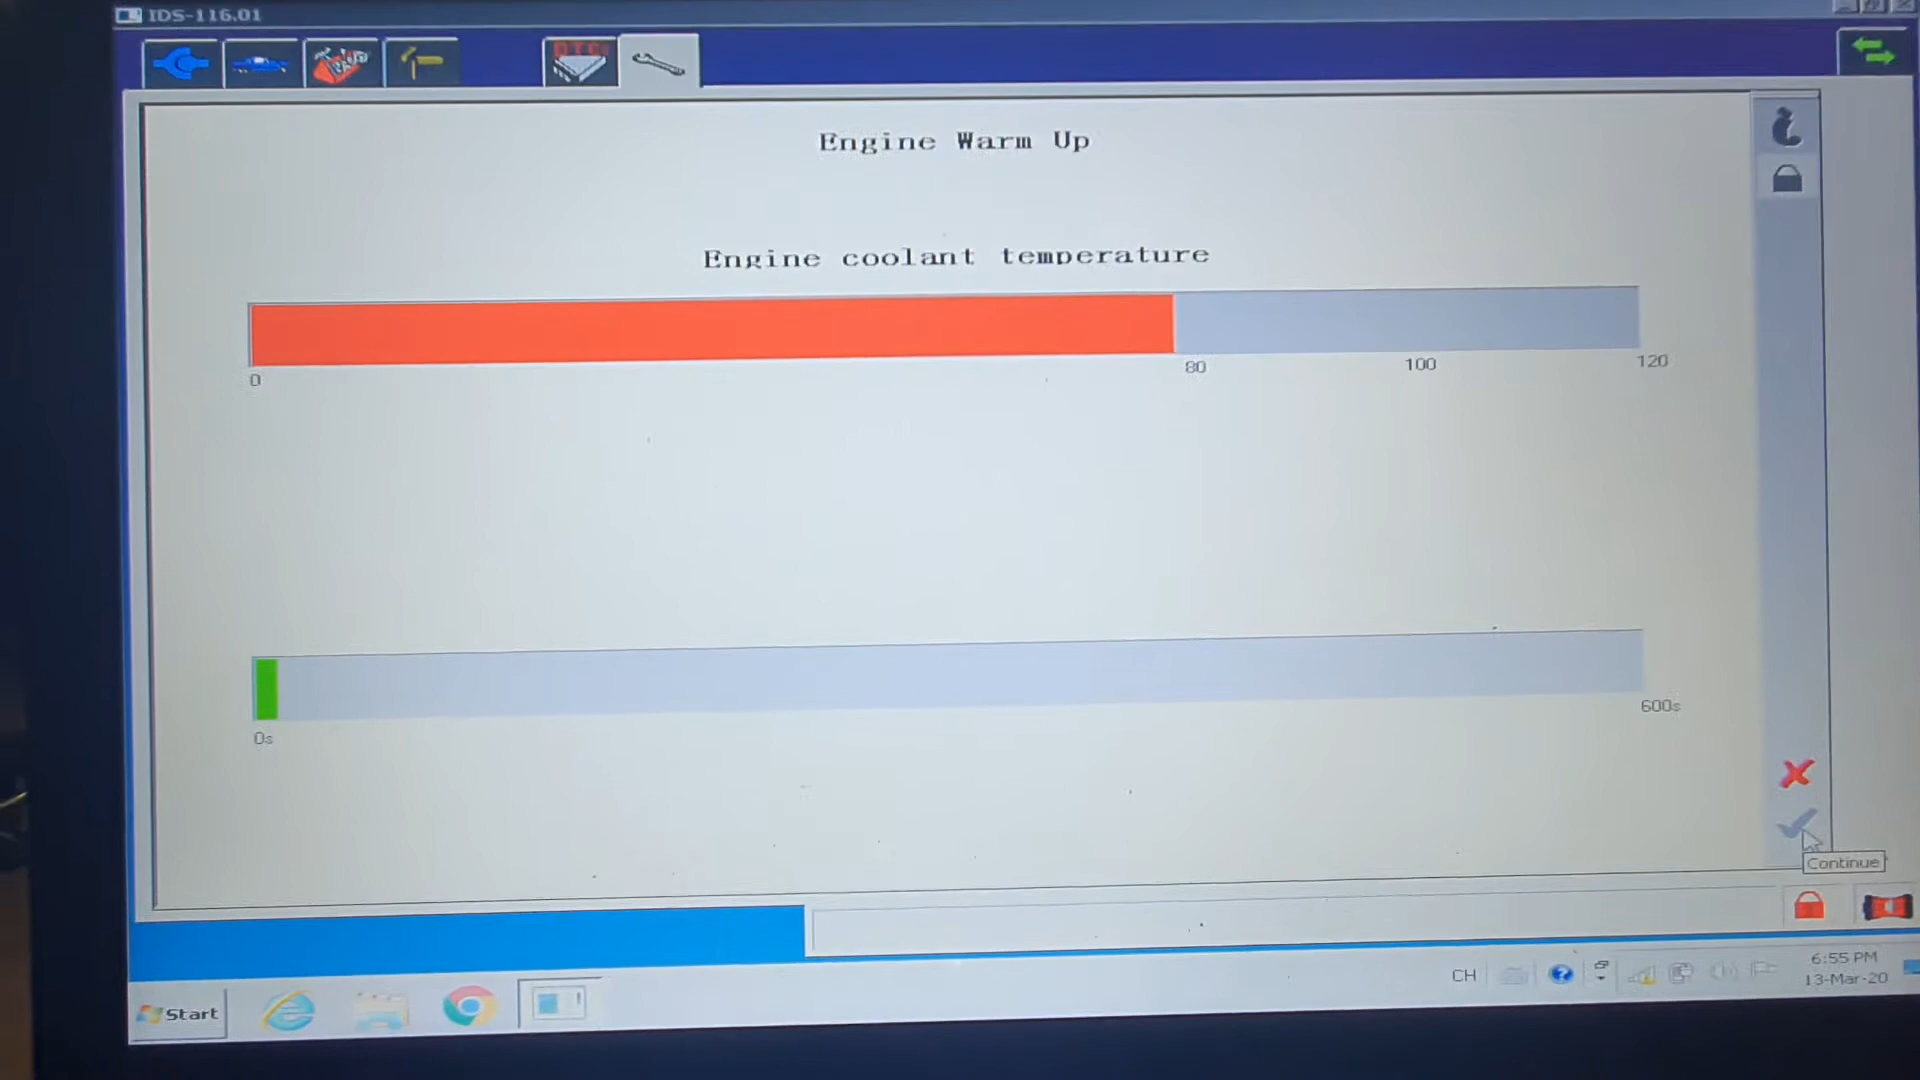 IDS-116.01
DTC
Engine Warm Up
Engine coolant temperature
0
80
100
120
600s
0s
Continue
CH
6:55 PM
13-Mar-20
Start